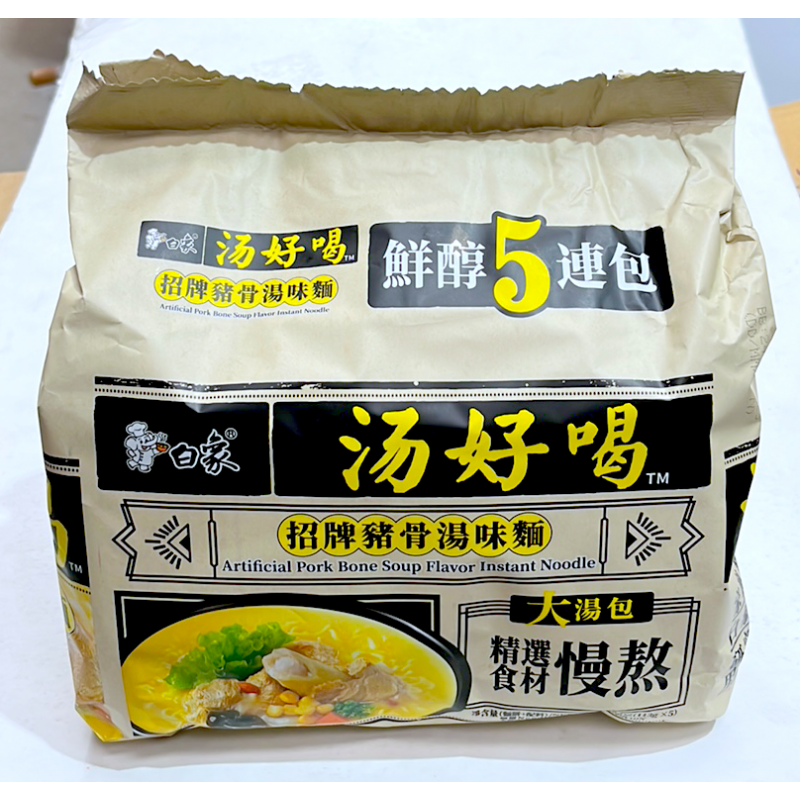 白家 汤好喝™ 鮮醇5連包
招牌豬骨湯味麵
Artificial Pork Bone Soup Flavor Instant Noodle
白象® 汤好喝™
招牌豬骨湯味麵
Artificial Pork Bone Soup Flavor Instant Noodle
大湯包
精選
食材
慢熬
TM